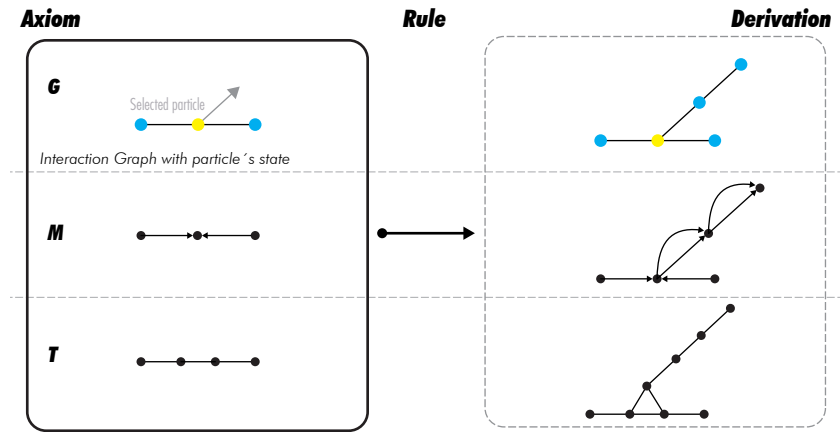 Axiom
Rule
Derivation
G
Selected particle
Interaction Graph with particle´s state
M
T